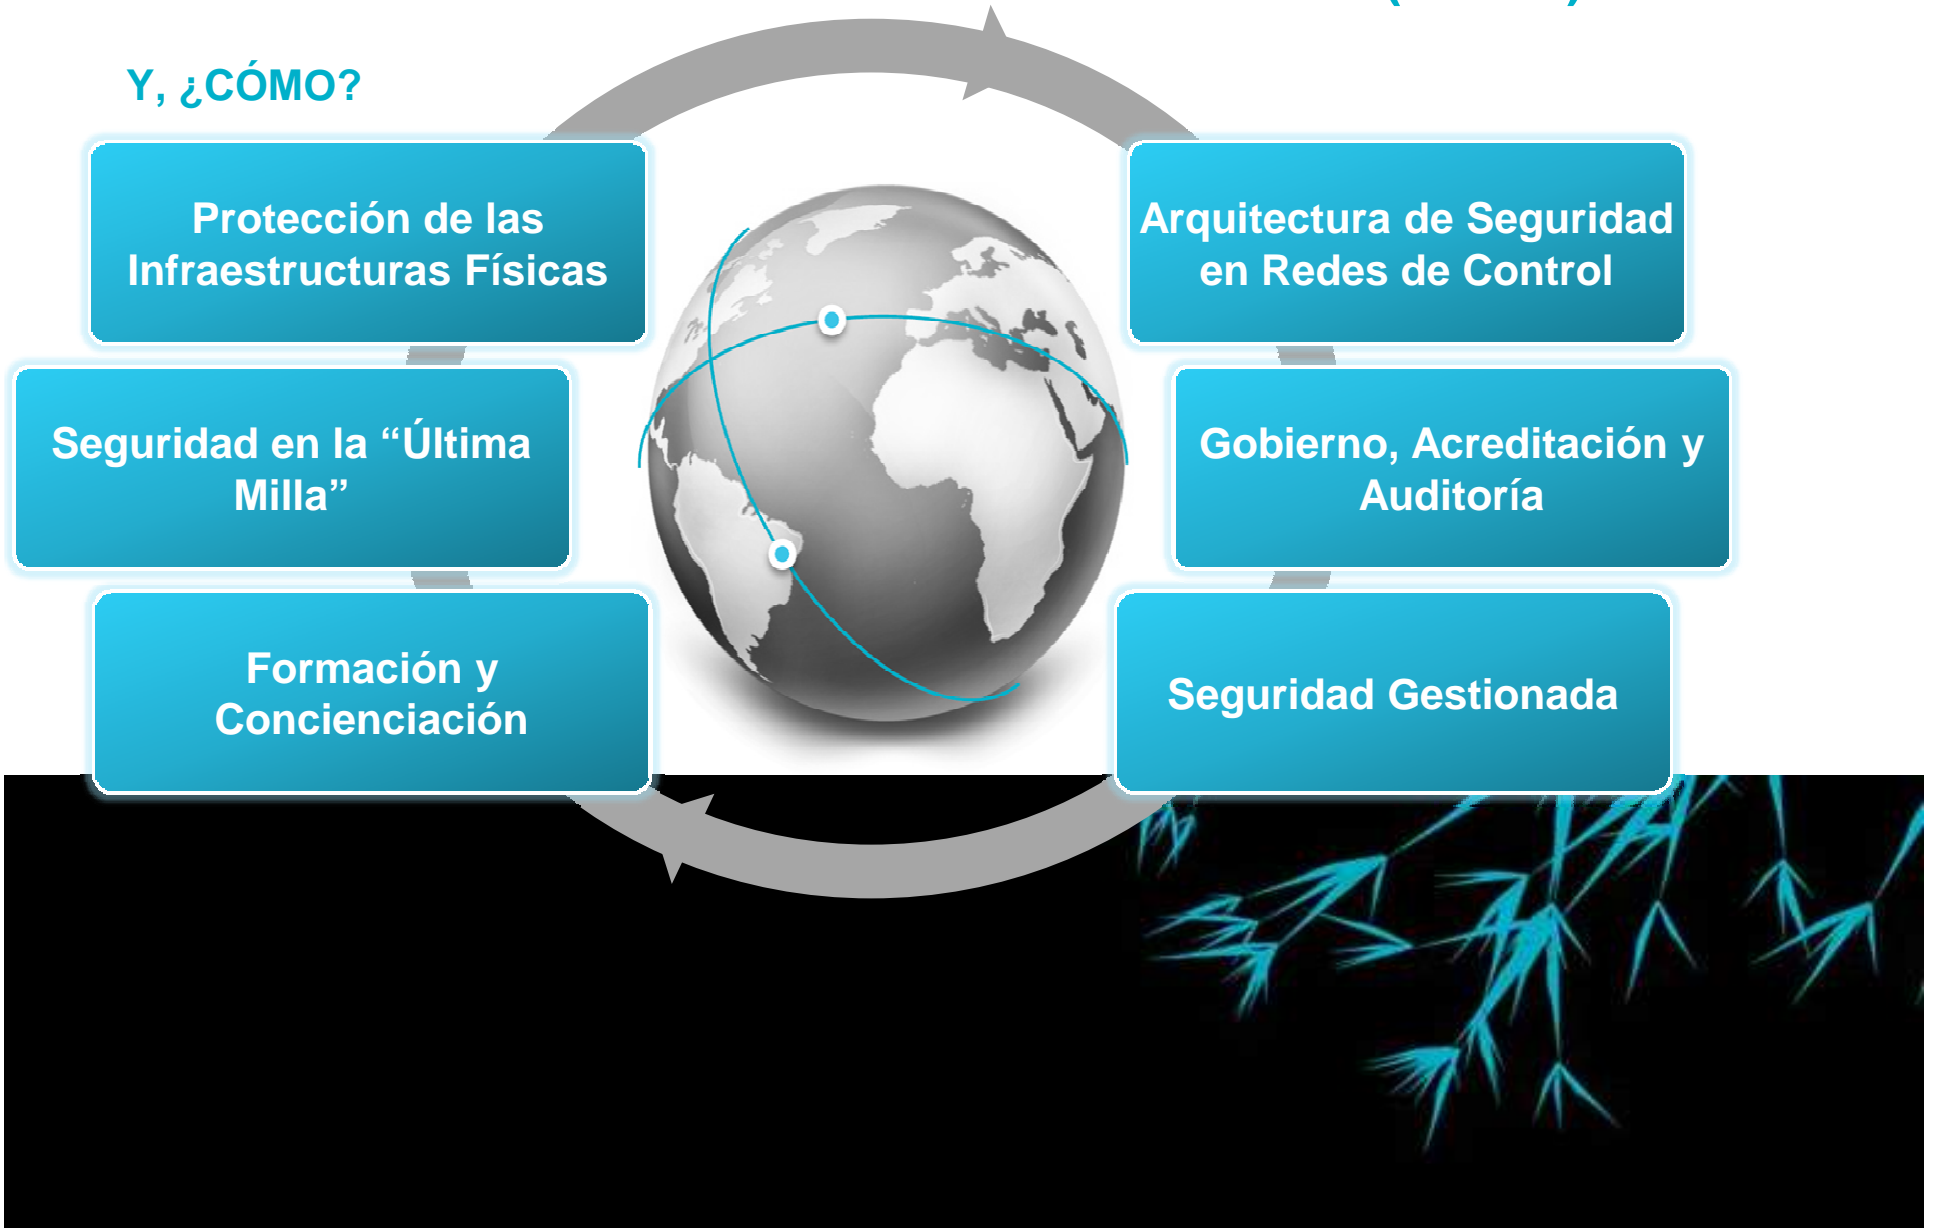 Y, ¿CÓMO?
Protección de las
Infraestructuras Físicas
Arquitectura de Seguridad
en Redes de Control
Seguridad en la “Última
Milla”
Gobierno, Acreditación y
Auditoría
Formación y
Concienciación
Seguridad Gestionada